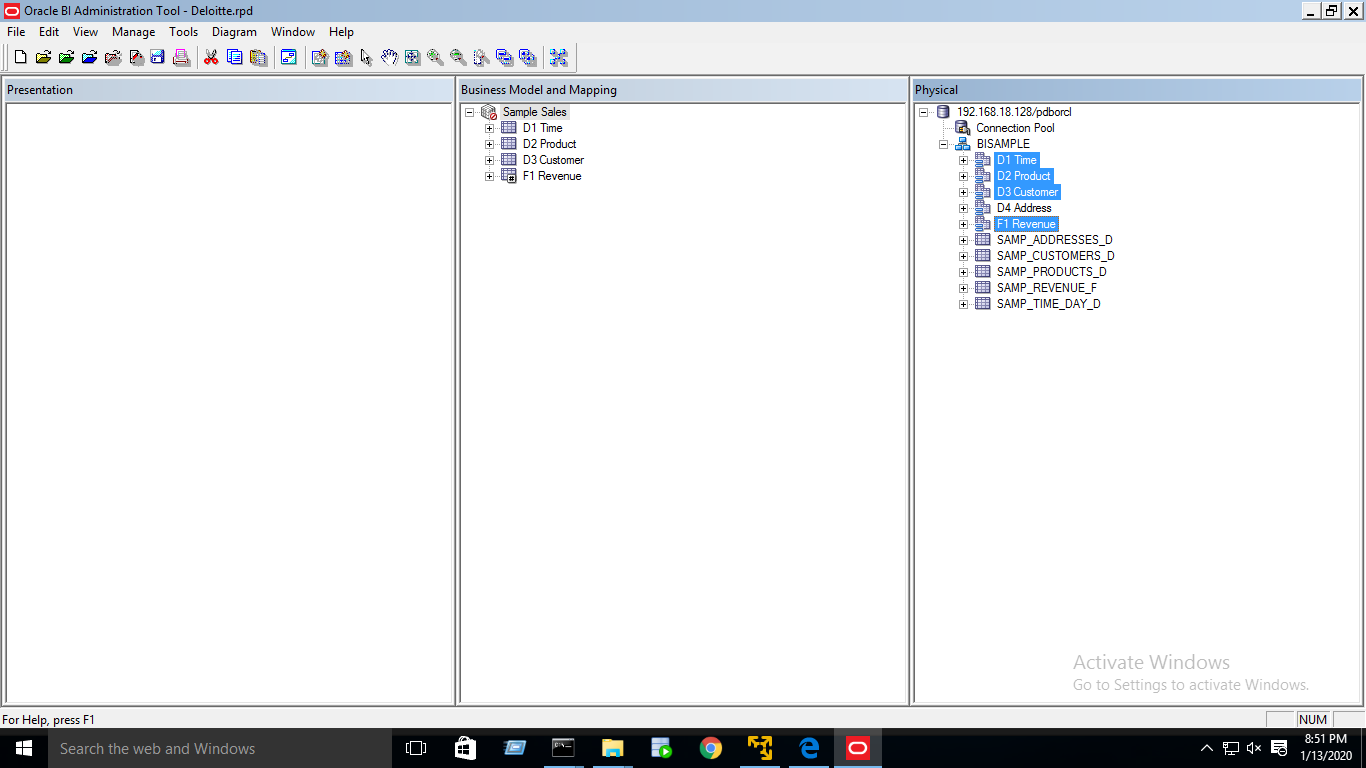 Oracle BI Administration Tool - Deloitte.rpd
File Edit View Manage Tools Diagram Window Help
Presentation
Business Model and Mapping
Sample Sales
D1 Time
D2 Product
D3 Customer
F1 Revenue
Physical
192.168.18.128/pdborcl
Connection Pool
BISAMPLE
D1 Time
D2 Product
D3 Customer
D4 Address
F1 Revenue
SAMP_ADDRESSES_D
SAMP_CUSTOMERS_D
SAMP_PRODUCTS_D
SAMP_REVENUE_F
SAMP_TIME_DAY_D
Activate Windows
Go to Settings to activate Windows.
For Help, press F1
NUM
Search the web and Windows
8:51 PM
1/13/2020